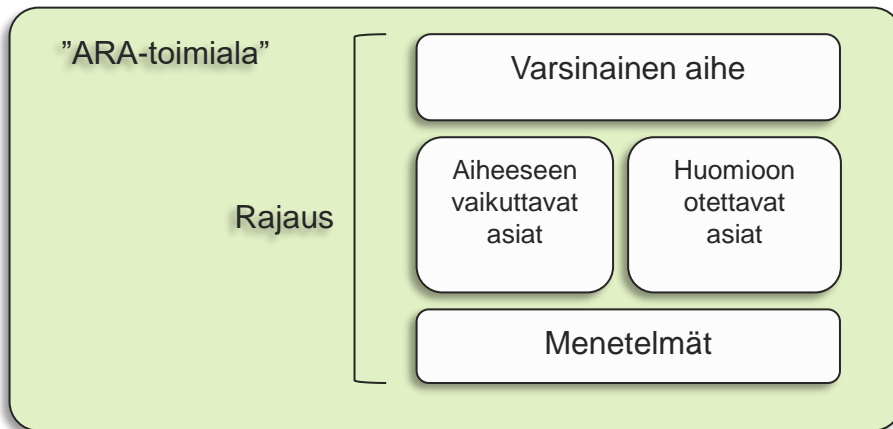 ”ARA-toimiala”
Varsinainen aihe
Rajaus
Aiheeseen
vaikuttavat
asiat
Huomioon
otettavat
asiat
Menetelmät